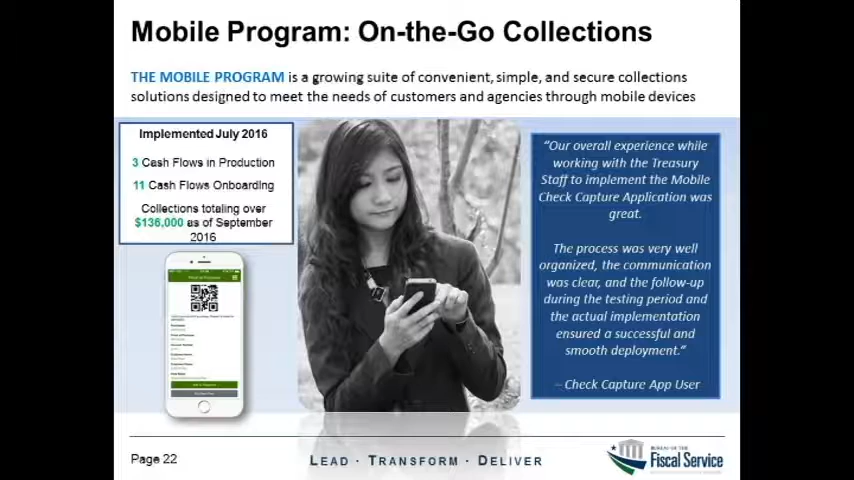 Mobile Program: On-the-Go Collections
THE MOBILE PROGRAM is a growing suite of convenient, simple, and secure collections
solutions designed to meet the needs of customers and agencies through mobile devices
Implemented July 2016
3 Cash Flows in Production
11 Cash Flows Onboarding
Collections totaling over
$136,000 as of September
2016
“Our overall experience while
working with the Treasury
Staff to implement the Mobile
Check Capture Application was
great.
The process was very well
organized, the communication
was clear, and the follow-up
during the testing period and
the actual implementation
ensured a successful and
smooth deployment.”
– Check Capture App User
Page 22
LEAD · TRANSFORM · DELIVER
BUREAU OF THE
Fiscal Service